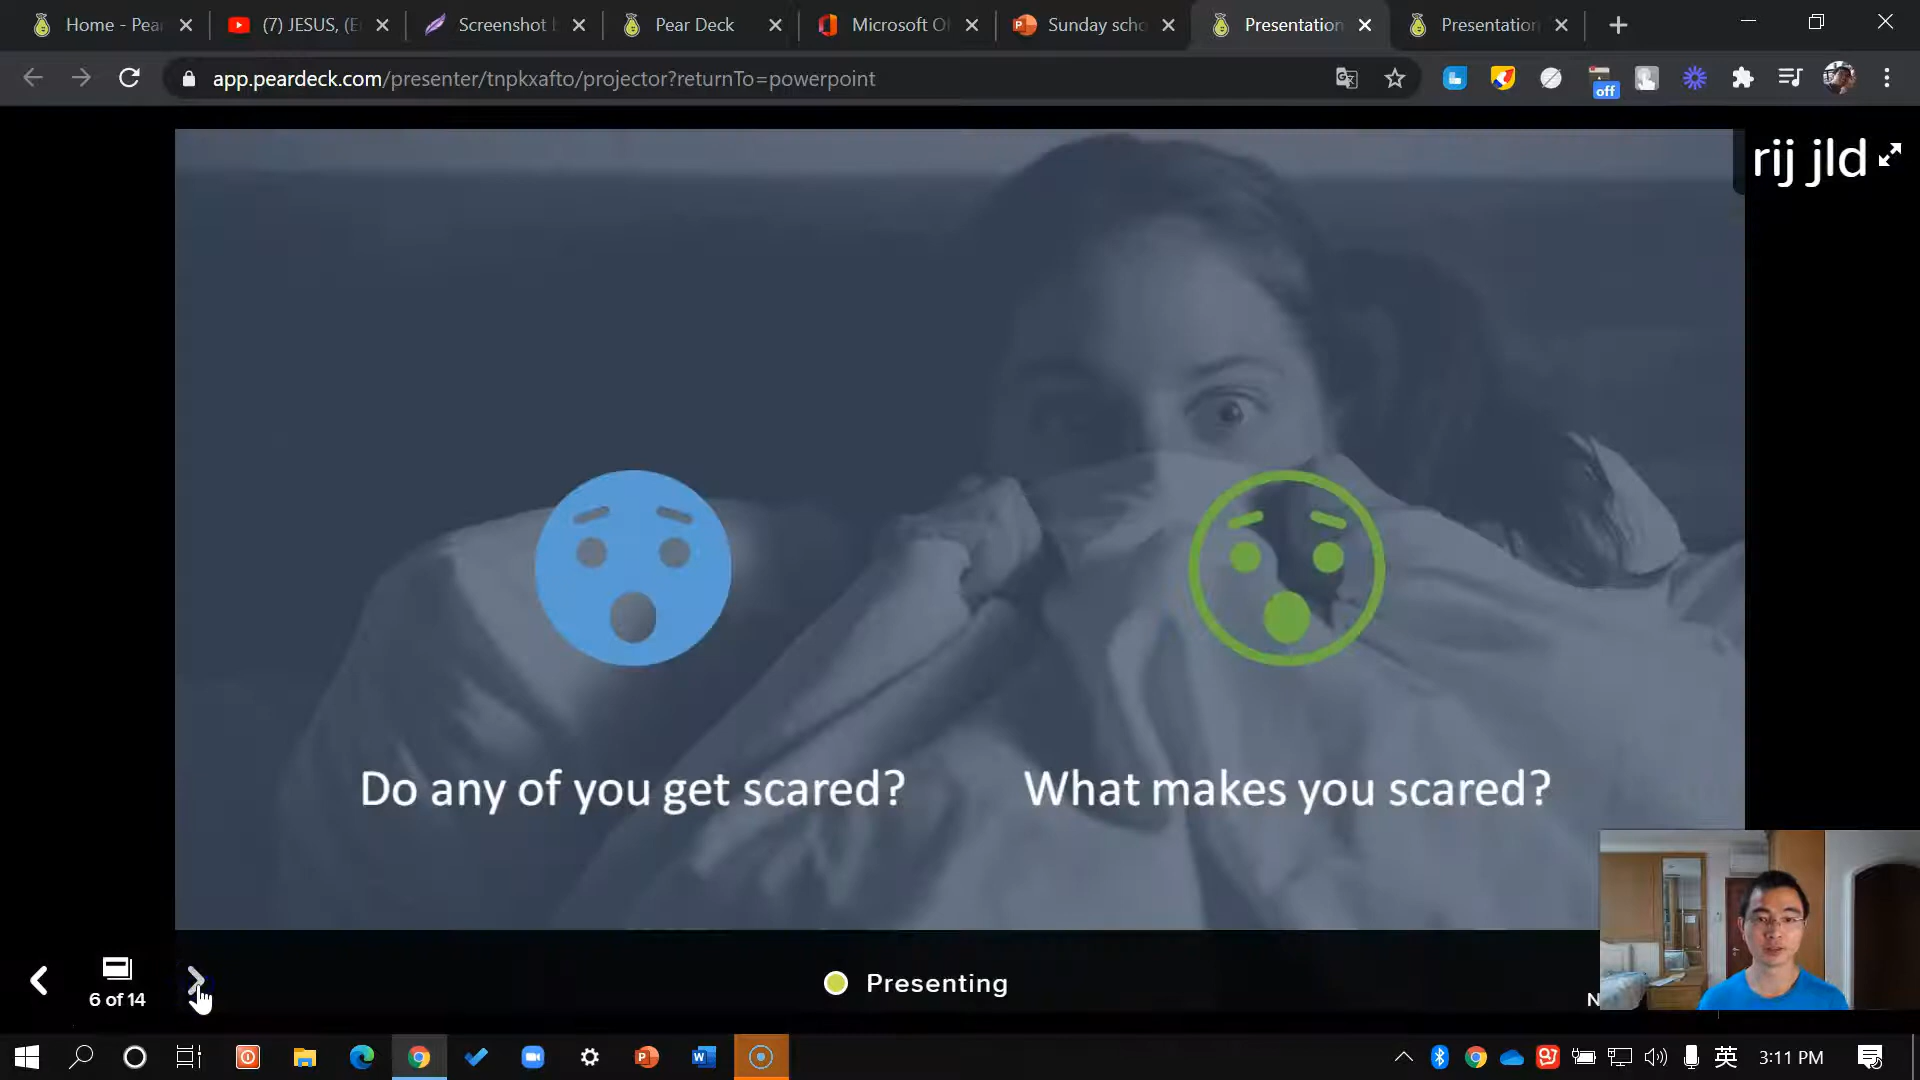 Home - Pea
(7) JESUS, (E
Screenshot
Pear Deck
Microsoft Of
Sunday scho
Presentation
Presentation
app.peardeck.com/presenter/tnpkxafto/projector?returnTo=powerpoint
off
rij jld
Do any of you get scared?
What makes you scared?
6 of 14
Presenting
N
英
3:11 PM